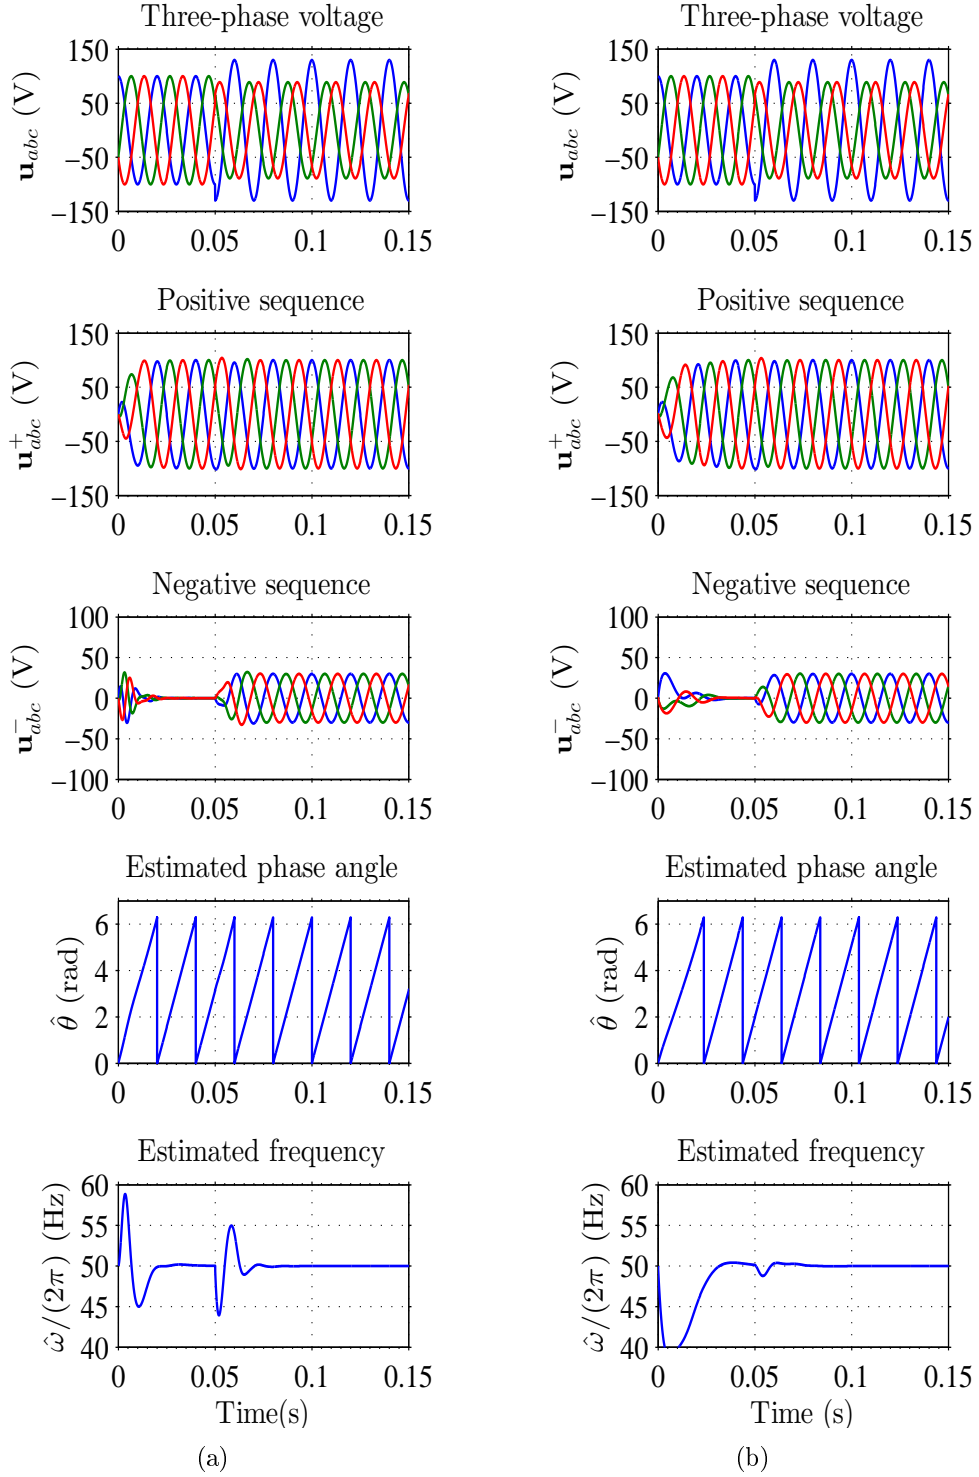 Three-phase voltage
u_abc (V)
150
50
−50
−150
0 0.05 0.1 0.15
Positive sequence
u⁺_abc (V)
150
50
−50
−150
0 0.05 0.1 0.15
Negative sequence
u⁻_abc (V)
100
50
0
−50
−100
0 0.05 0.1 0.15
Estimated phase angle
θ̂ (rad)
6
4
2
0
0 0.05 0.1 0.15
Estimated frequency
ω̂/(2π) (Hz)
60
55
50
45
40
0 0.05 0.1 0.15
Time(s)
(a)
Three-phase voltage
u_abc (V)
150
50
−50
−150
0 0.05 0.1 0.15
Positive sequence
u⁺_abc (V)
150
50
−50
−150
0 0.05 0.1 0.15
Negative sequence
u⁻_abc (V)
100
50
0
−50
−100
0 0.05 0.1 0.15
Estimated phase angle
θ̂ (rad)
6
4
2
0
0 0.05 0.1 0.15
Estimated frequency
ω̂/(2π) (Hz)
60
55
50
45
40
0 0.05 0.1 0.15
Time (s)
(b)